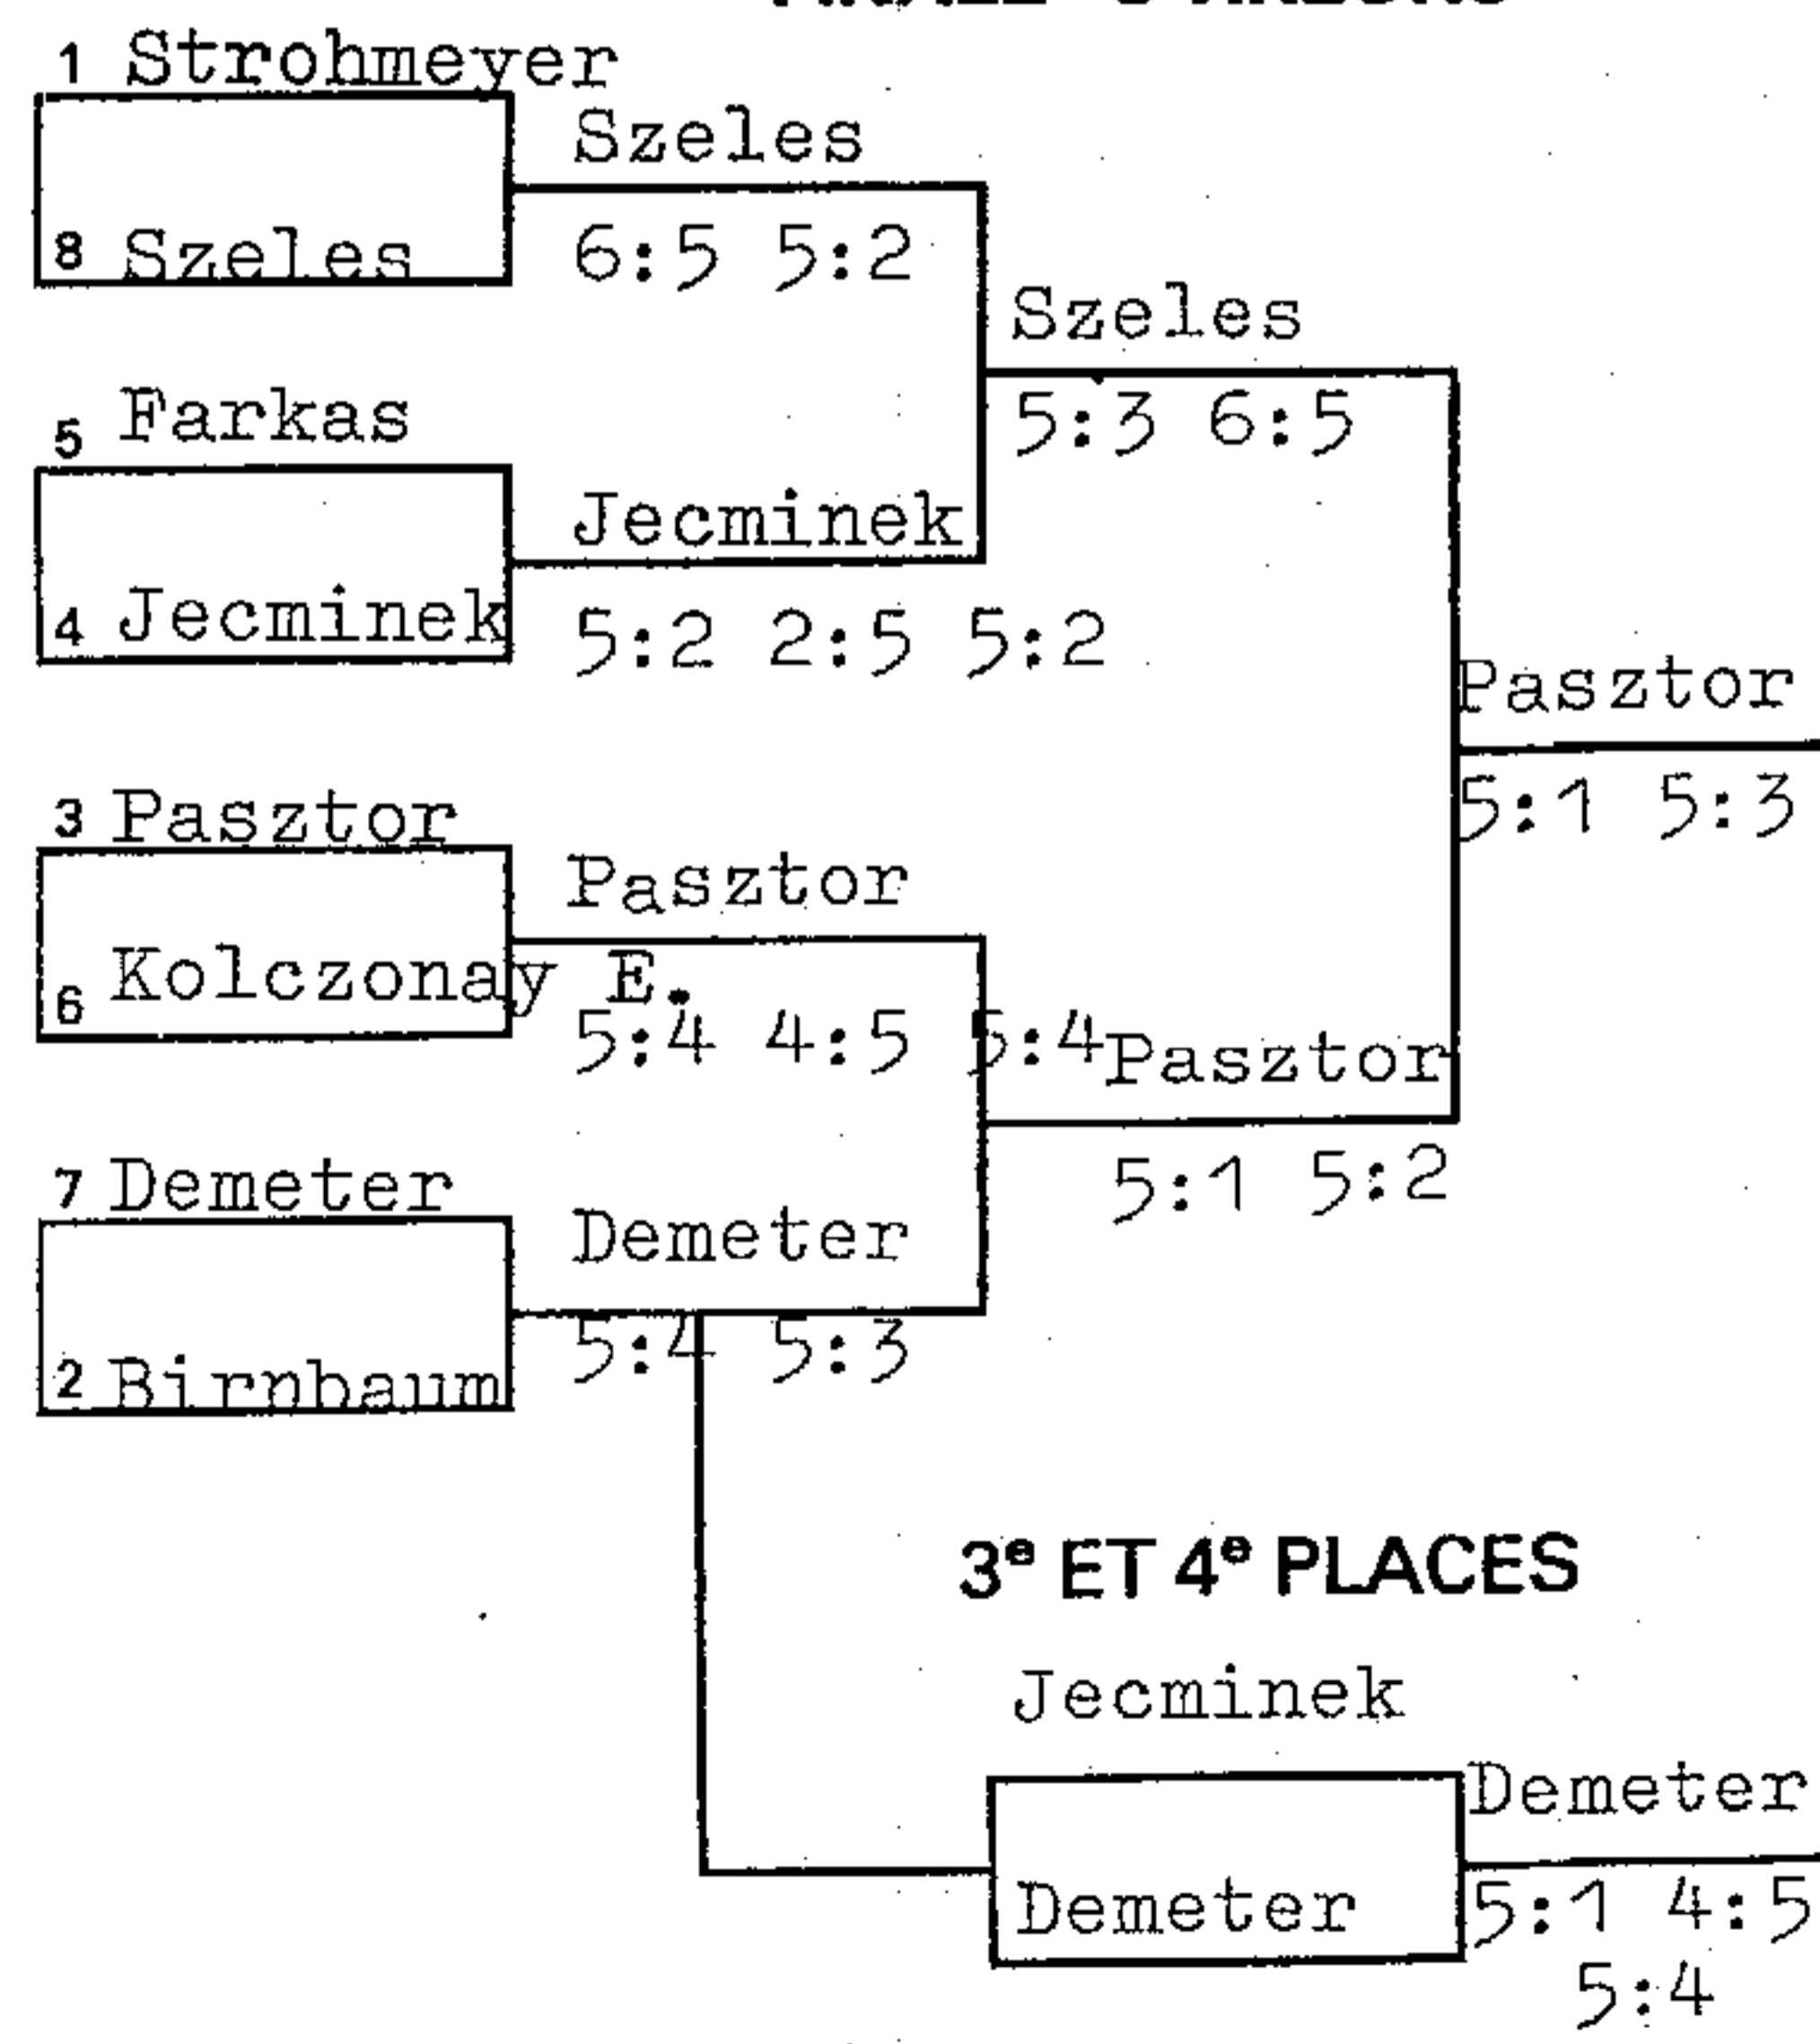 1 Strohmeyer
Szeles
8 Szeles
6:5 5:2
Szeles
5 Farkas
5:3 6:5
Jecminek
4 Jecminek
5:2 2:5 5:2
Pasztor
3 Pasztor
5:1 5:3
Pasztor
6 Kolczonay E.
5:4 4:5 5:4
Pasztor
7 Demeter
5:1 5:2
Demeter
2 Birnbaum
5:4 5:3
3e ET 4e PLACES
Jecminek
Demeter
Demeter
5:1 4:5
5:4